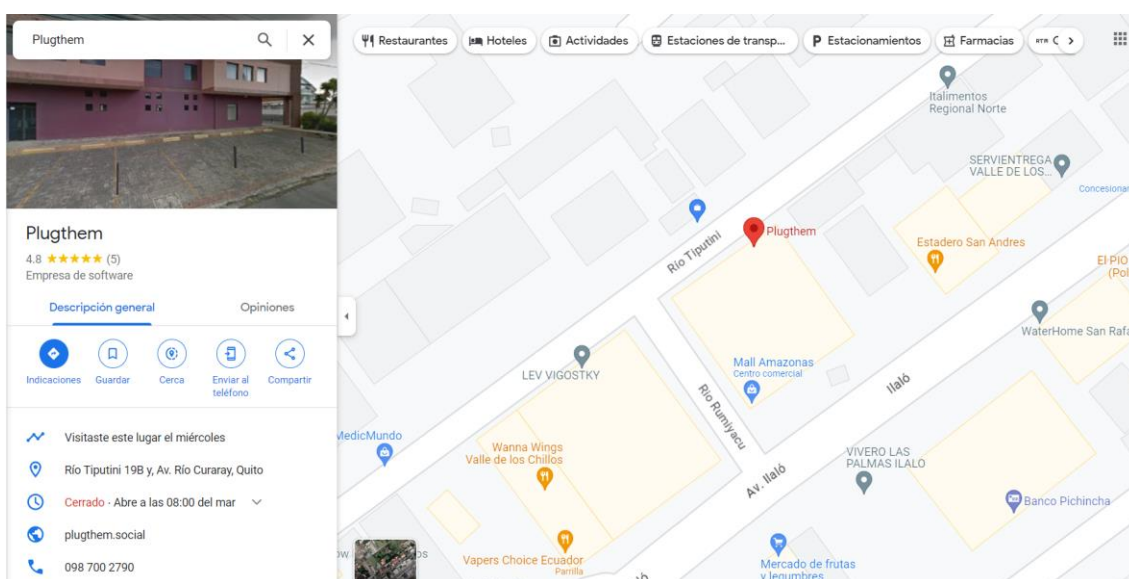 Plugthem
Restaurantes
Hoteles
Actividades
Estaciones de transp...
P Estacionamientos
Farmacias
ATM
Plugthem
4.8 ★★★★★ (5)
Empresa de software
Descripción general
Opiniones
Indicaciones
Guardar
Cerca
Enviar al
teléfono
Compartir
Visitaste este lugar el miércoles
Río Tiputini 19B y, Av. Río Curaray, Quito
Cerrado · Abre a las 08:00 del mar
plugthem.social
098 700 2790
Italimentos
Regional Norte
SERVIENTREGA
VALLE DE LOS...
Concesionar
Plugthem
Río Tiputini
Estadero San Andres
El PIO
(Pol
WaterHome San Rafa
LEV VIGOSTKY
Mall Amazonas
Centro comercial
Ilaló
Río Rumiyacu
MedicMundo
Wanna Wings
Valle de los Chillos
VIVERO LAS
PALMAS ILALO
Av. Ilaló
Banco Pichincha
Vapers Choice Ecuador
Parrilla
Mercado de frutas
y legumbres